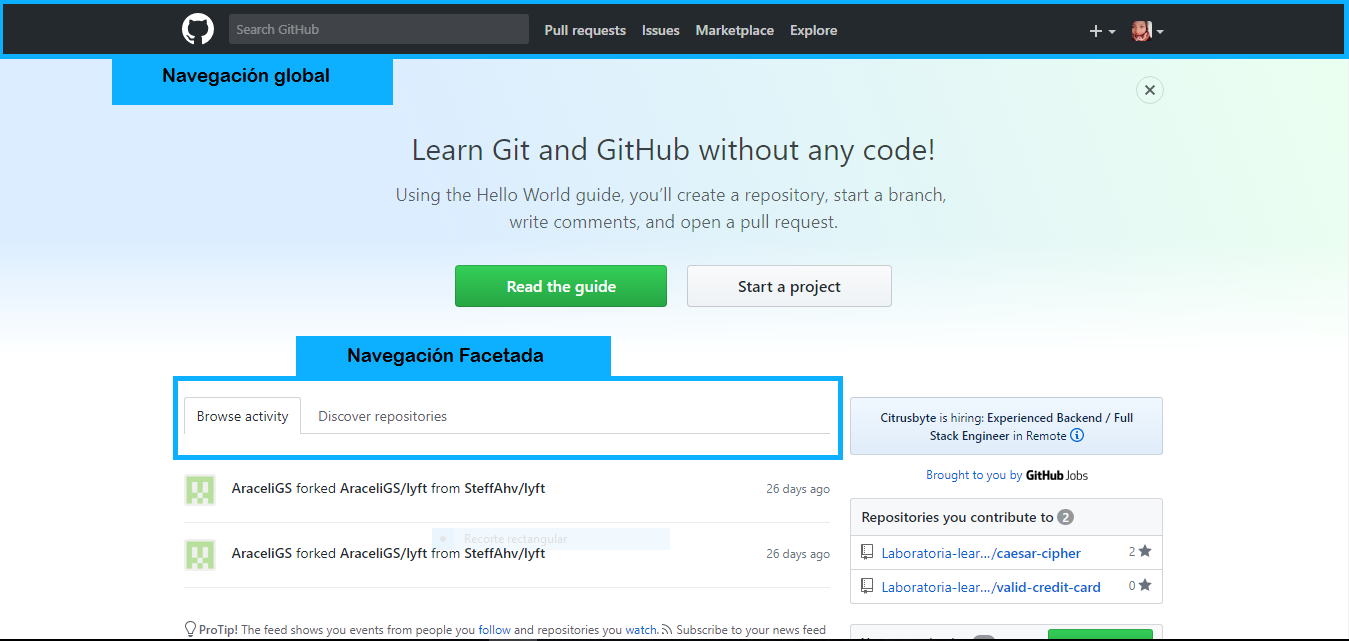 Search GitHub
Pull requests Issues Marketplace Explore
Navegación global
Learn Git and GitHub without any code!
Using the Hello World guide, you’ll create a repository, start a branch,
write comments, and open a pull request.
Read the guide
Start a project
Navegación Facetada
Browse activity
Discover repositories
AraceliGS forked AraceliGS/lyft from SteffAhv/lyft
26 days ago
Recorte rectangular
AraceliGS forked AraceliGS/lyft from SteffAhv/lyft
26 days ago
ProTip! The feed shows you events from people you follow and repositories you watch.
Subscribe to your news feed
Citrusbyte is hiring: Experienced Backend / Full
Stack Engineer in Remote
Brought to you by GitHub Jobs
Repositories you contribute to 2
Laboratoria-lear.../caesar-cipher 2
Laboratoria-lear.../valid-credit-card 0